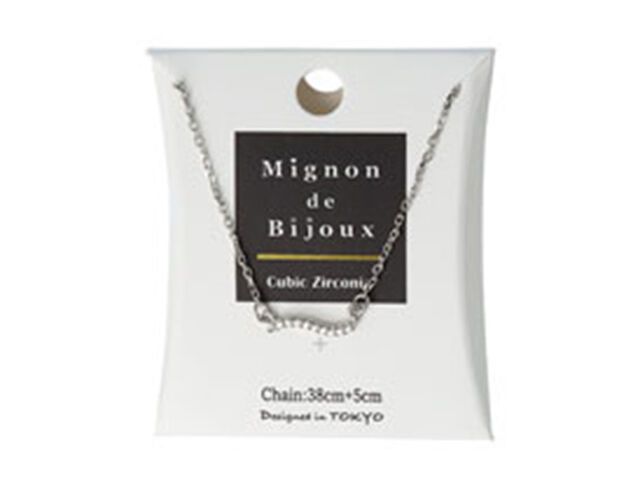 Mignon
de
Bijoux
Cubic Zirconi
Chain:38cm+5cm
Designed in TOKYO